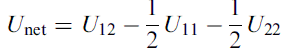 U_net = U_12 − 1/2 U_11 − 1/2 U_22